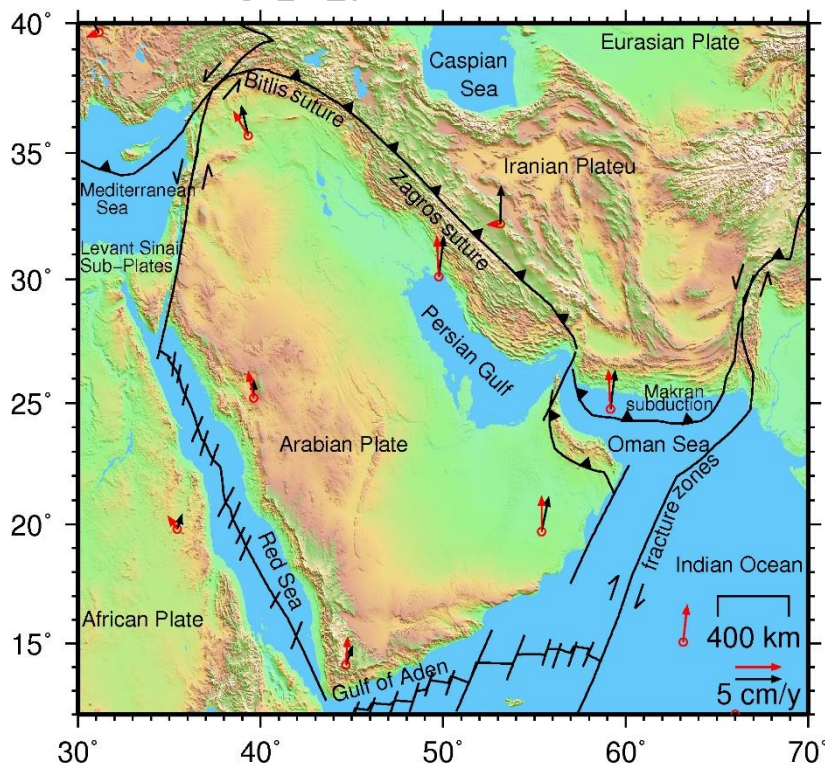 40°
35°
30°
25°
20°
15°
30°
40°
50°
60°
70°
Caspian
Sea
Eurasian Plate
Bitlis suture
Iranian Plateu
Mediterranean
Sea
Zagros suture
Levant Sinail
Sub-Plates
Persian Gulf
Makran
subduction
Arabian Plate
Oman Sea
fracture zones
Red Sea
Indian Ocean
African Plate
400 km
Gulf of Aden
5 cm/y